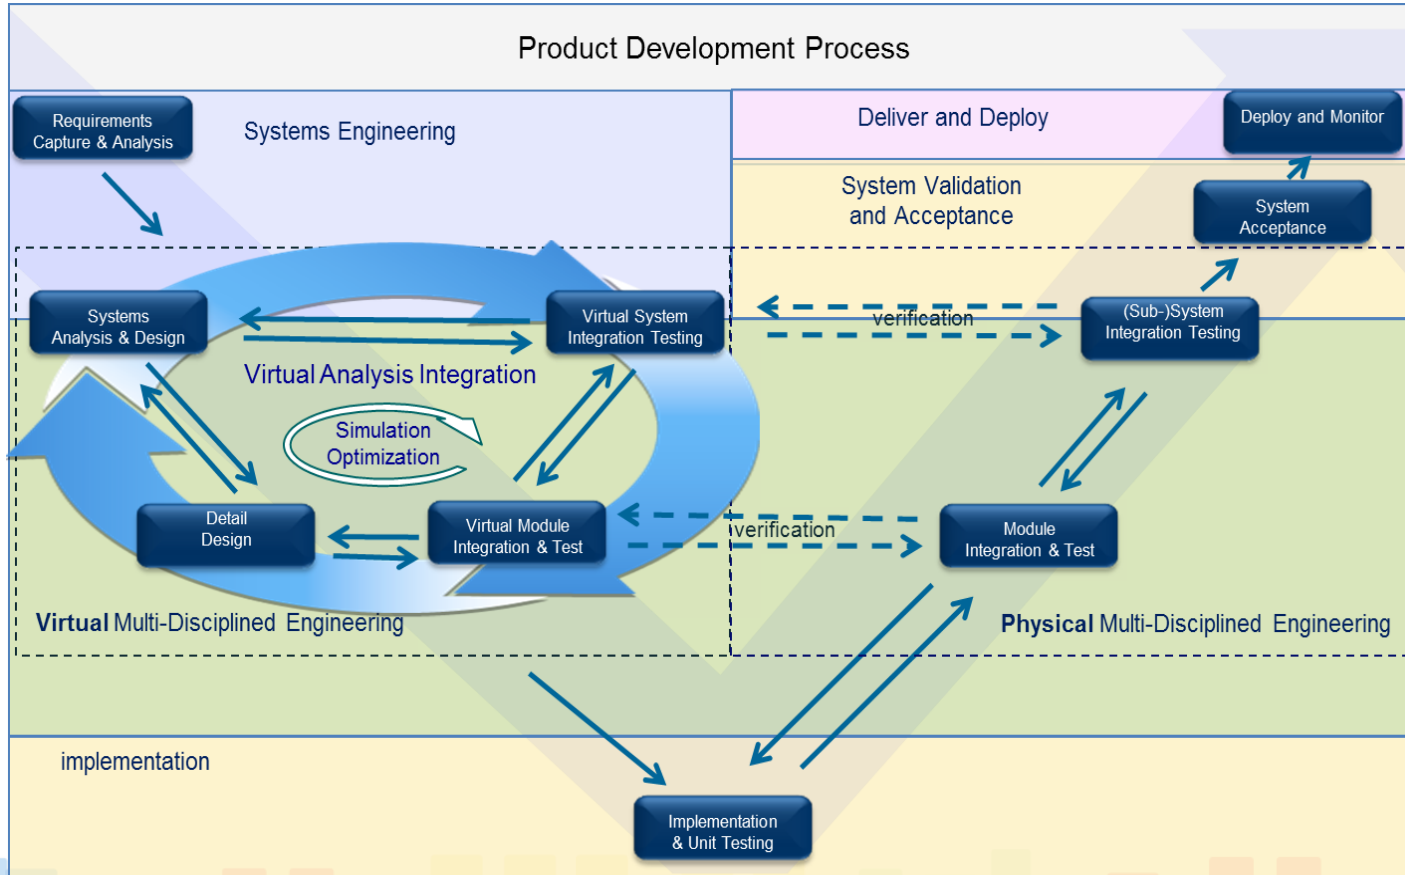 Product Development Process
Requirements
Capture & Analysis
Systems Engineering
Deliver and Deploy
Deploy and Monitor
System Validation
and Acceptance
System
Acceptance
Systems
Analysis & Design
Virtual System
Integration Testing
verification
(Sub-)System
Integration Testing
Virtual Analysis Integration
Simulation
Optimization
Detail
Design
Virtual Module
Integration & Test
verification
Module
Integration & Test
Virtual Multi-Disciplined Engineering
Physical Multi-Disciplined Engineering
implementation
Implementation
& Unit Testing